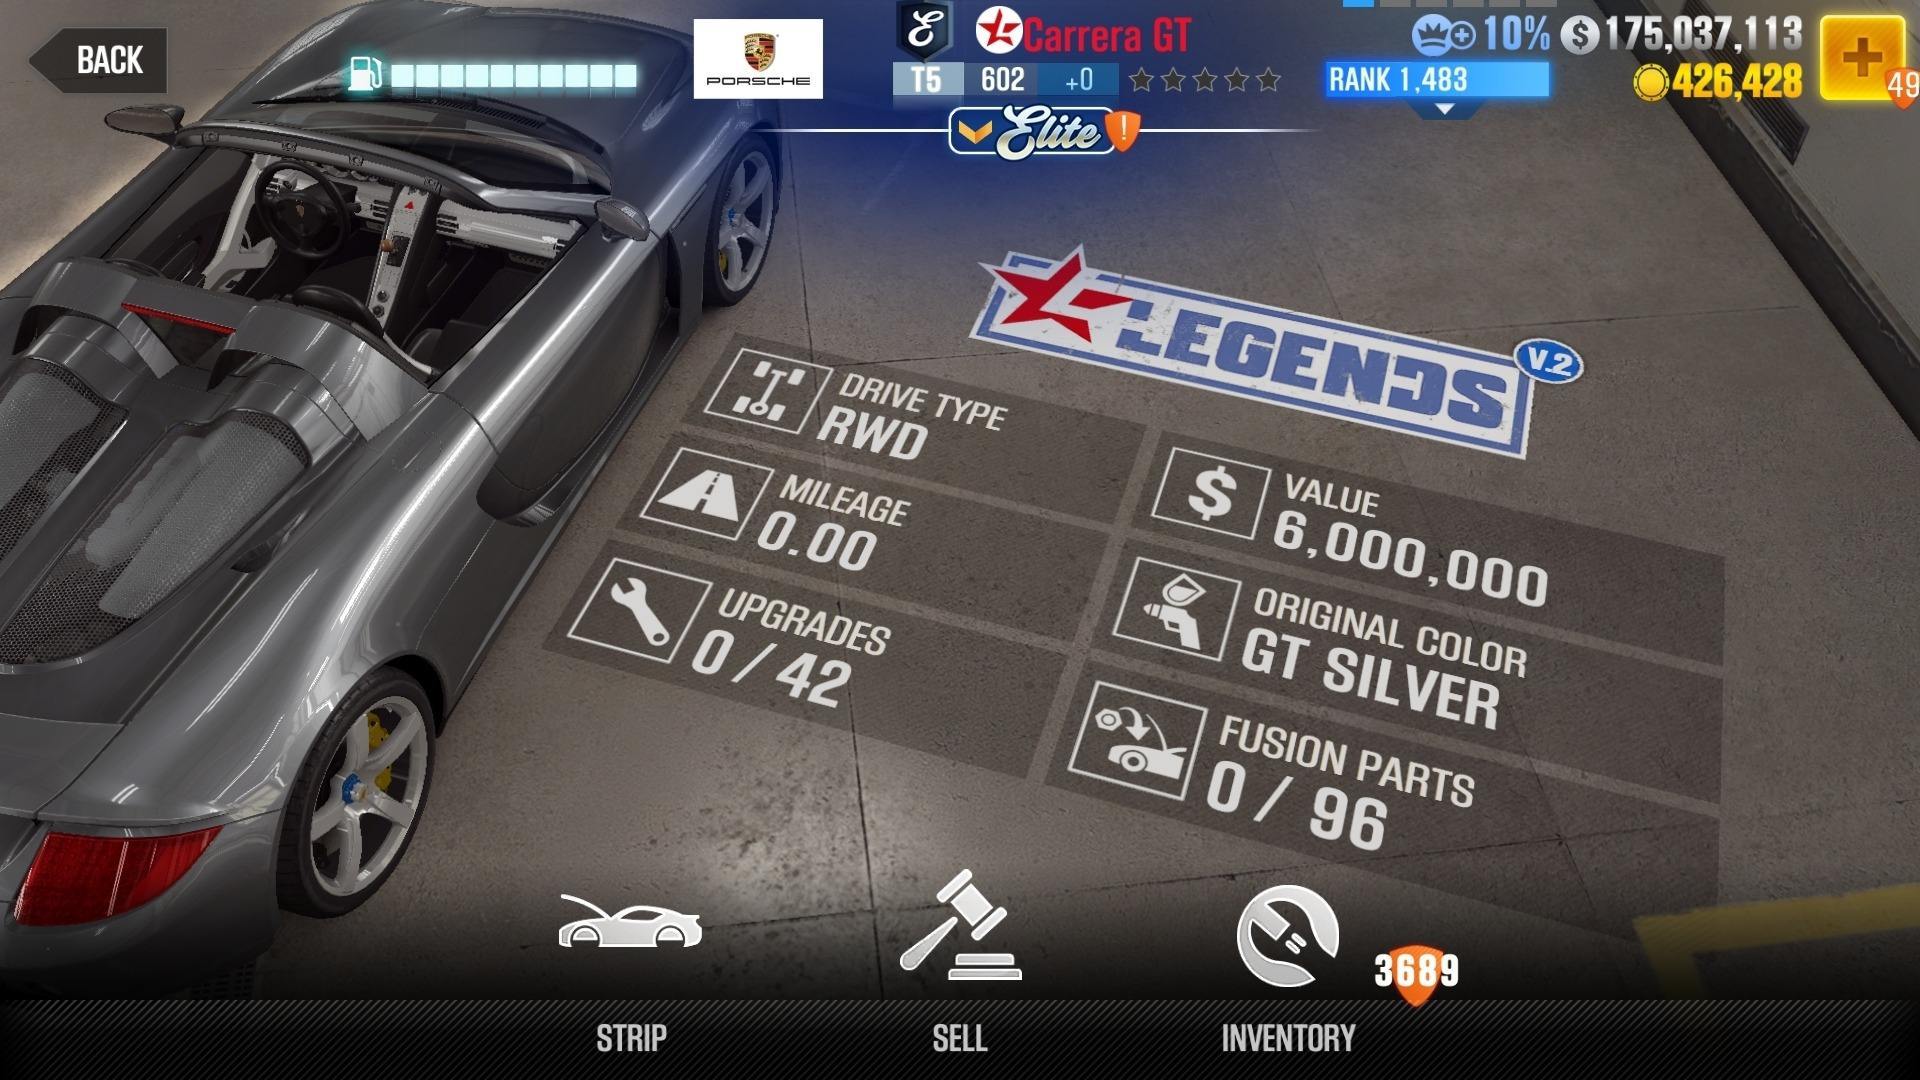 BACK
PORSCHE
Carrera GT
T5 602 +0
Elite
10%
175,037,113
RANK 1,483
426,428
49
LEGENDS
V.2
DRIVE TYPE
RWD
MILEAGE
0.00
UPGRADES
0 / 42
VALUE
6,000,000
ORIGINAL COLOR
GT SILVER
FUSION PARTS
0 / 96
3689
STRIP
SELL
INVENTORY